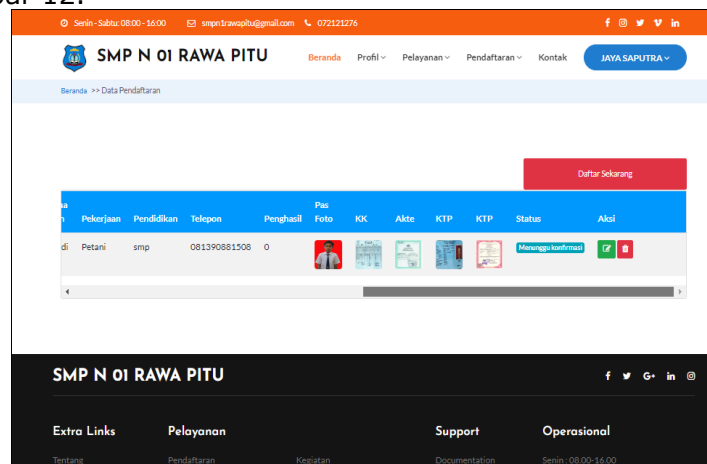 Senin - Sabtu: 08:00 - 16:00 smpn1rawapitu@gmail.com 072121276
SMP N 01 RAWA PITU Beranda Profil Pelayanan Pendaftaran Kontak JAYA SAPUTRA
Beranda >> Data Pendaftaran
Daftar Sekarang
Pas
Pekerjaan Pendidikan Telepon Penghasil Foto KK Akte KTP KTP Status Aksi
di Petani smp 081390881508 0 Menunggu konfirmasi
SMP N 01 RAWA PITU
Extra Links Pelayanan Support Operasional
Tentang Pendaftaran Kegiatan Documentation Senin : 08.00-16.00